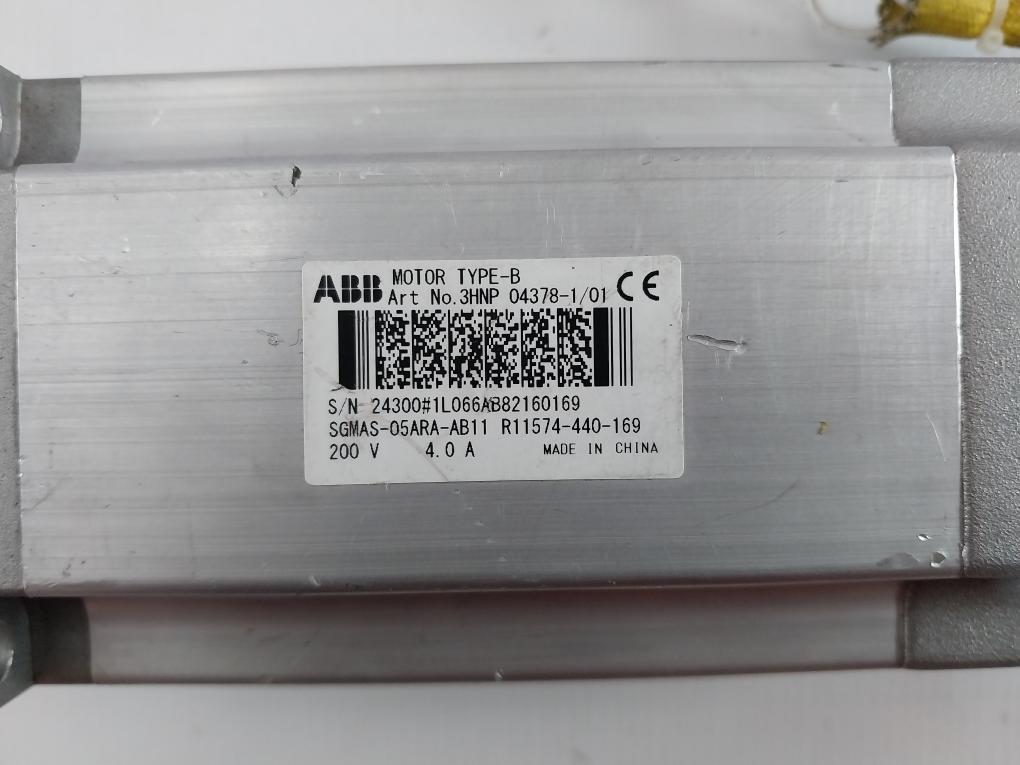 ABB MOTOR TYPE-B
Art No.3HNP 04378-1/01 CE
S/N 24300#1L066AB82160169
SGMAS-05ARA-AB11 R11574-440-169
200 V 4.0 A MADE IN CHINA